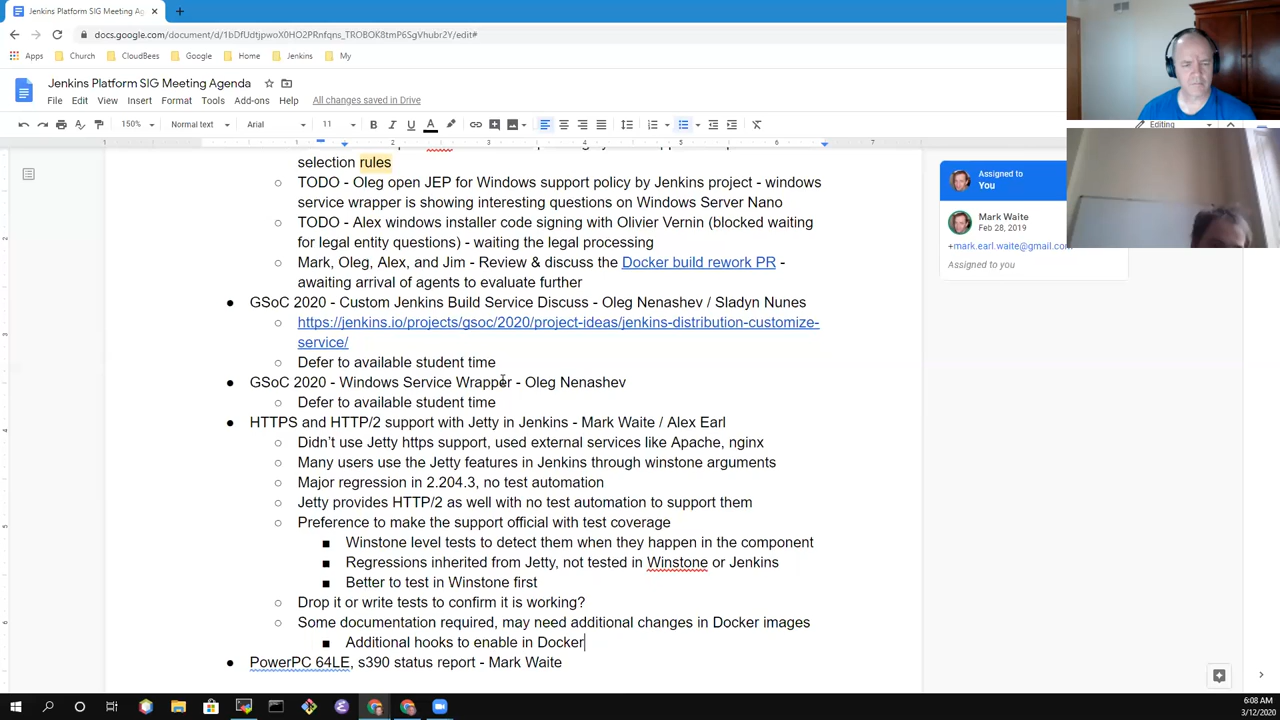 Jenkins Platform SIG Meeting Agenda
docs.google.com/document/d/1bDfUdtjpwoX0HO2PRnfqns_TROBOK8tmP6SgVhubr2Y/edit#
Apps Church CloudBees Google Home Jenkins My
Jenkins Platform SIG Meeting Agenda
File Edit View Insert Format Tools Add-ons Help All changes saved in Drive
150% Normal text Arial 11 Editing
1 1 2 3 4 5 6 7
selection rules
TODO - Oleg open JEP for Windows support policy by Jenkins project - windows
service wrapper is showing interesting questions on Windows Server Nano
TODO - Alex windows installer code signing with Olivier Vernin (blocked waiting
for legal entity questions) - waiting the legal processing
Mark, Oleg, Alex, and Jim - Review & discuss the Docker build rework PR -
awaiting arrival of agents to evaluate further
GSoC 2020 - Custom Jenkins Build Service Discuss - Oleg Nenashev / Sladyn Nunes
https://jenkins.io/projects/gsoc/2020/project-ideas/jenkins-distribution-customize-
service/
Defer to available student time
GSoC 2020 - Windows Service Wrapper - Oleg Nenashev
Defer to available student time
HTTPS and HTTP/2 support with Jetty in Jenkins - Mark Waite / Alex Earl
Didn't use Jetty https support, used external services like Apache, nginx
Many users use the Jetty features in Jenkins through winstone arguments
Major regression in 2.204.3, no test automation
Jetty provides HTTP/2 as well with no test automation to support them
Preference to make the support official with test coverage
Winstone level tests to detect them when they happen in the component
Regressions inherited from Jetty, not tested in Winstone or Jenkins
Better to test in Winstone first
Drop it or write tests to confirm it is working?
Some documentation required, may need additional changes in Docker images
Additional hooks to enable in Docker
PowerPC 64LE, s390 status report - Mark Waite
Assigned to
You
Mark Waite
Feb 28, 2019
+mark.earl.waite@gmail.com
Assigned to you
6:08 AM
3/12/2020